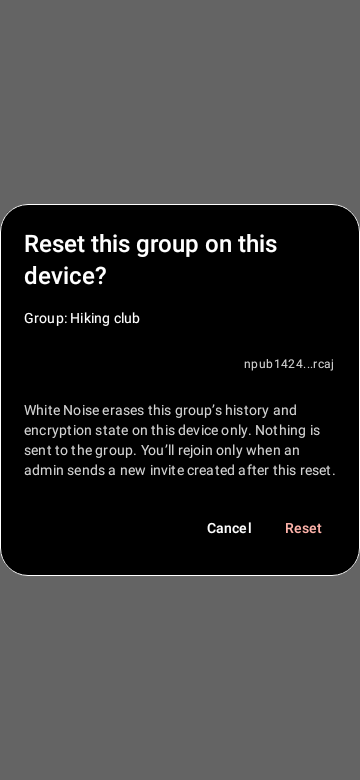 Reset this group on this
device?
Group: Hiking club
npub1424...rcaj
White Noise erases this group’s history and
encryption state on this device only. Nothing is
sent to the group. You’ll rejoin only when an
admin sends a new invite created after this reset.
Cancel
Reset